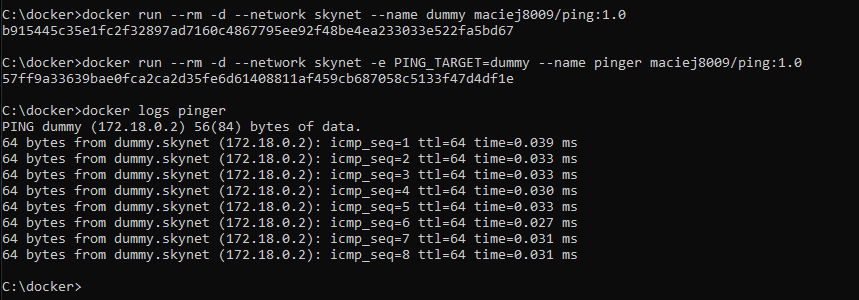 C:\docker>docker run --rm -d --network skynet --name dummy maciej8009/ping:1.0
b915445c35e1fc2f32897ad7160c4867795ee92f48be4ea233033e522fa5bd67
C:\docker>docker run --rm -d --network skynet -e PING_TARGET=dummy --name pinger maciej8009/ping:1.0
57ff9a33639bae0fca2ca2d35fe6d61408811af459cb687058c5133f47d4df1e
C:\docker>docker logs pinger
PING dummy (172.18.0.2) 56(84) bytes of data.
64 bytes from dummy.skynet (172.18.0.2): icmp_seq=1 ttl=64 time=0.039 ms
64 bytes from dummy.skynet (172.18.0.2): icmp_seq=2 ttl=64 time=0.033 ms
64 bytes from dummy.skynet (172.18.0.2): icmp_seq=3 ttl=64 time=0.033 ms
64 bytes from dummy.skynet (172.18.0.2): icmp_seq=4 ttl=64 time=0.030 ms
64 bytes from dummy.skynet (172.18.0.2): icmp_seq=5 ttl=64 time=0.033 ms
64 bytes from dummy.skynet (172.18.0.2): icmp_seq=6 ttl=64 time=0.027 ms
64 bytes from dummy.skynet (172.18.0.2): icmp_seq=7 ttl=64 time=0.031 ms
64 bytes from dummy.skynet (172.18.0.2): icmp_seq=8 ttl=64 time=0.031 ms
C:\docker>